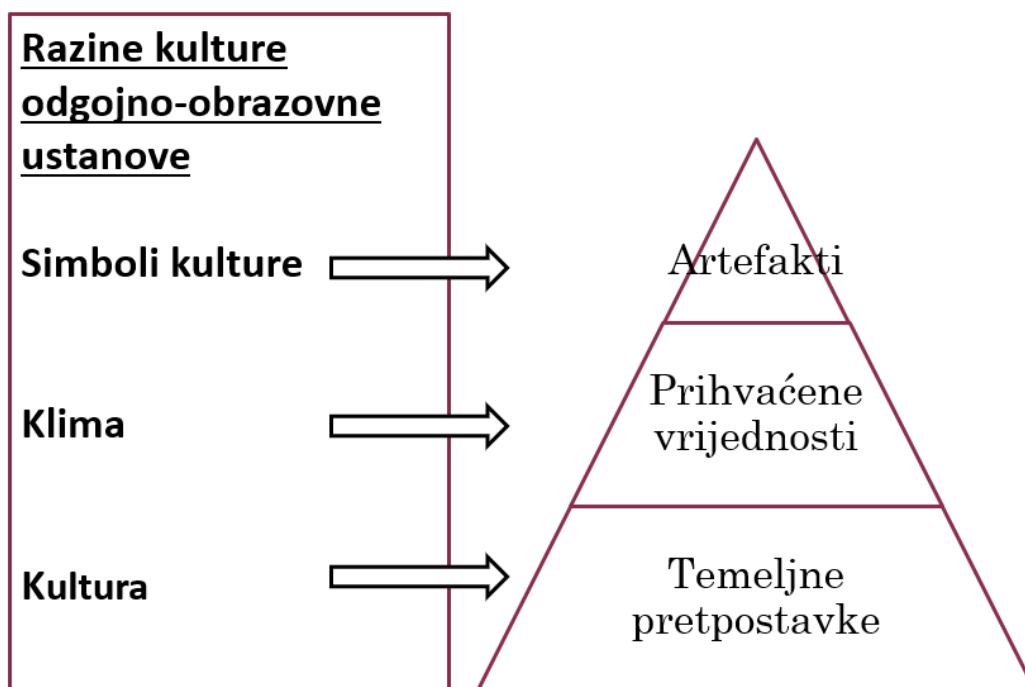 Razine kulture
odgojno-obrazovne
ustanove
Simboli kulture
Artefakti
Klima
Prihvaćene
vrijednosti
Kultura
Temeljne
pretpostavke